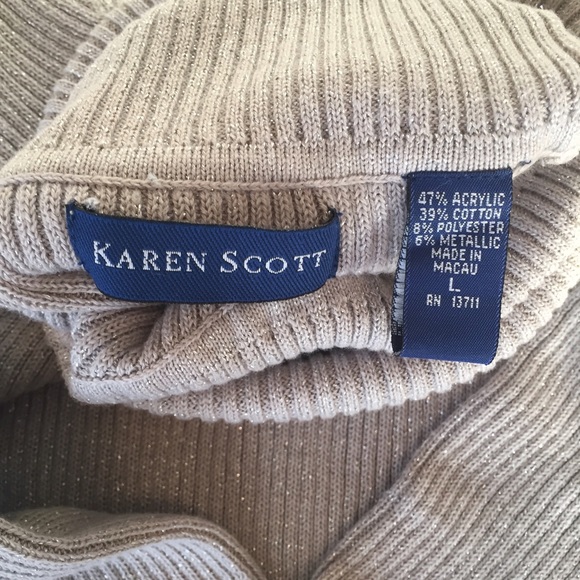 KAREN SCOTT
47% ACRYLIC
39% COTTON
8% POLYESTER
6% METALLIC
MADE IN
MACAU
L
RN 13711